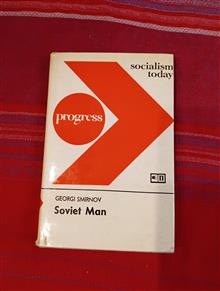 socialism
today
progress
GEORGI SMIRNOV
Soviet Man